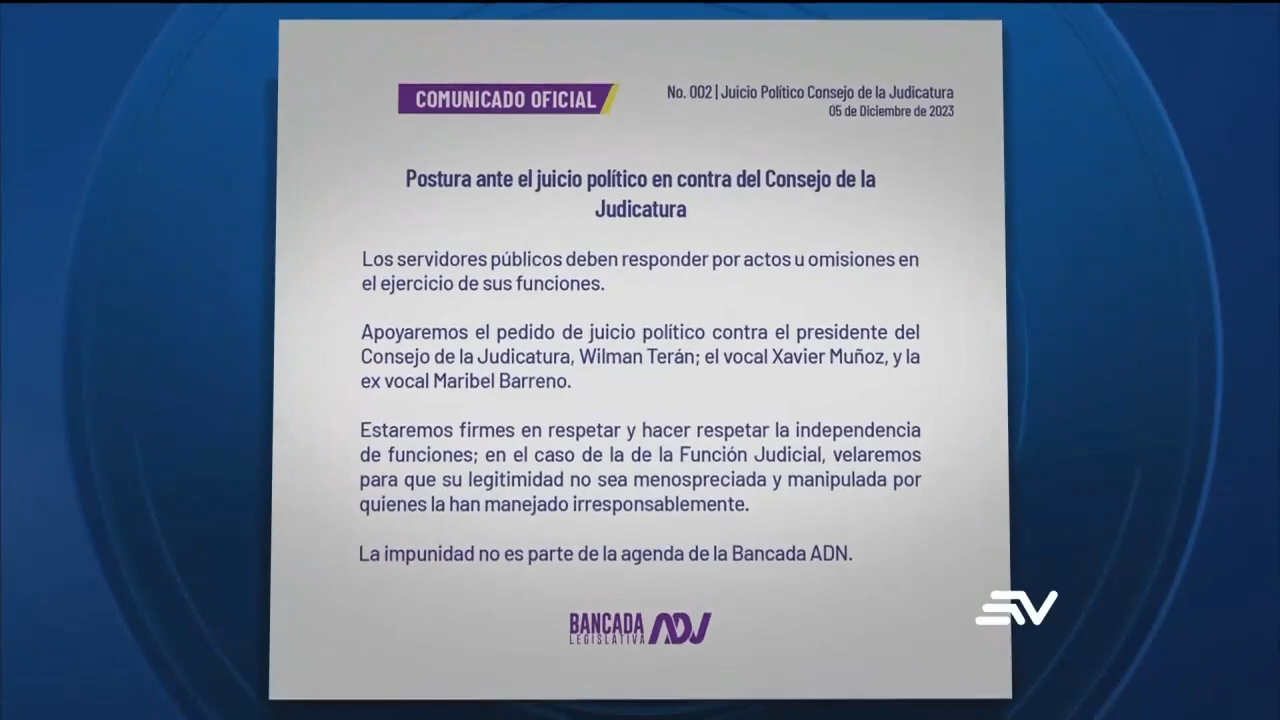 COMUNICADO OFICIAL
No. 002 | Juicio Político Consejo de la Judicatura
05 de Diciembre de 2023
Postura ante el juicio político en contra del Consejo de la
Judicatura
Los servidores públicos deben responder por actos u omisiones en
el ejercicio de sus funciones.
Apoyaremos el pedido de juicio político contra el presidente del
Consejo de la Judicatura, Wilman Terán; el vocal Xavier Muñoz, y la
ex vocal Maribel Barreno.
Estaremos firmes en respetar y hacer respetar la independencia
de funciones; en el caso de la de la Función Judicial, velaremos
para que su legitimidad no sea menospreciada y manipulada por
quienes la han manejado irresponsablemente.
La impunidad no es parte de la agenda de la Bancada ADN.
BANCADA ADN
LEGISLATIVA